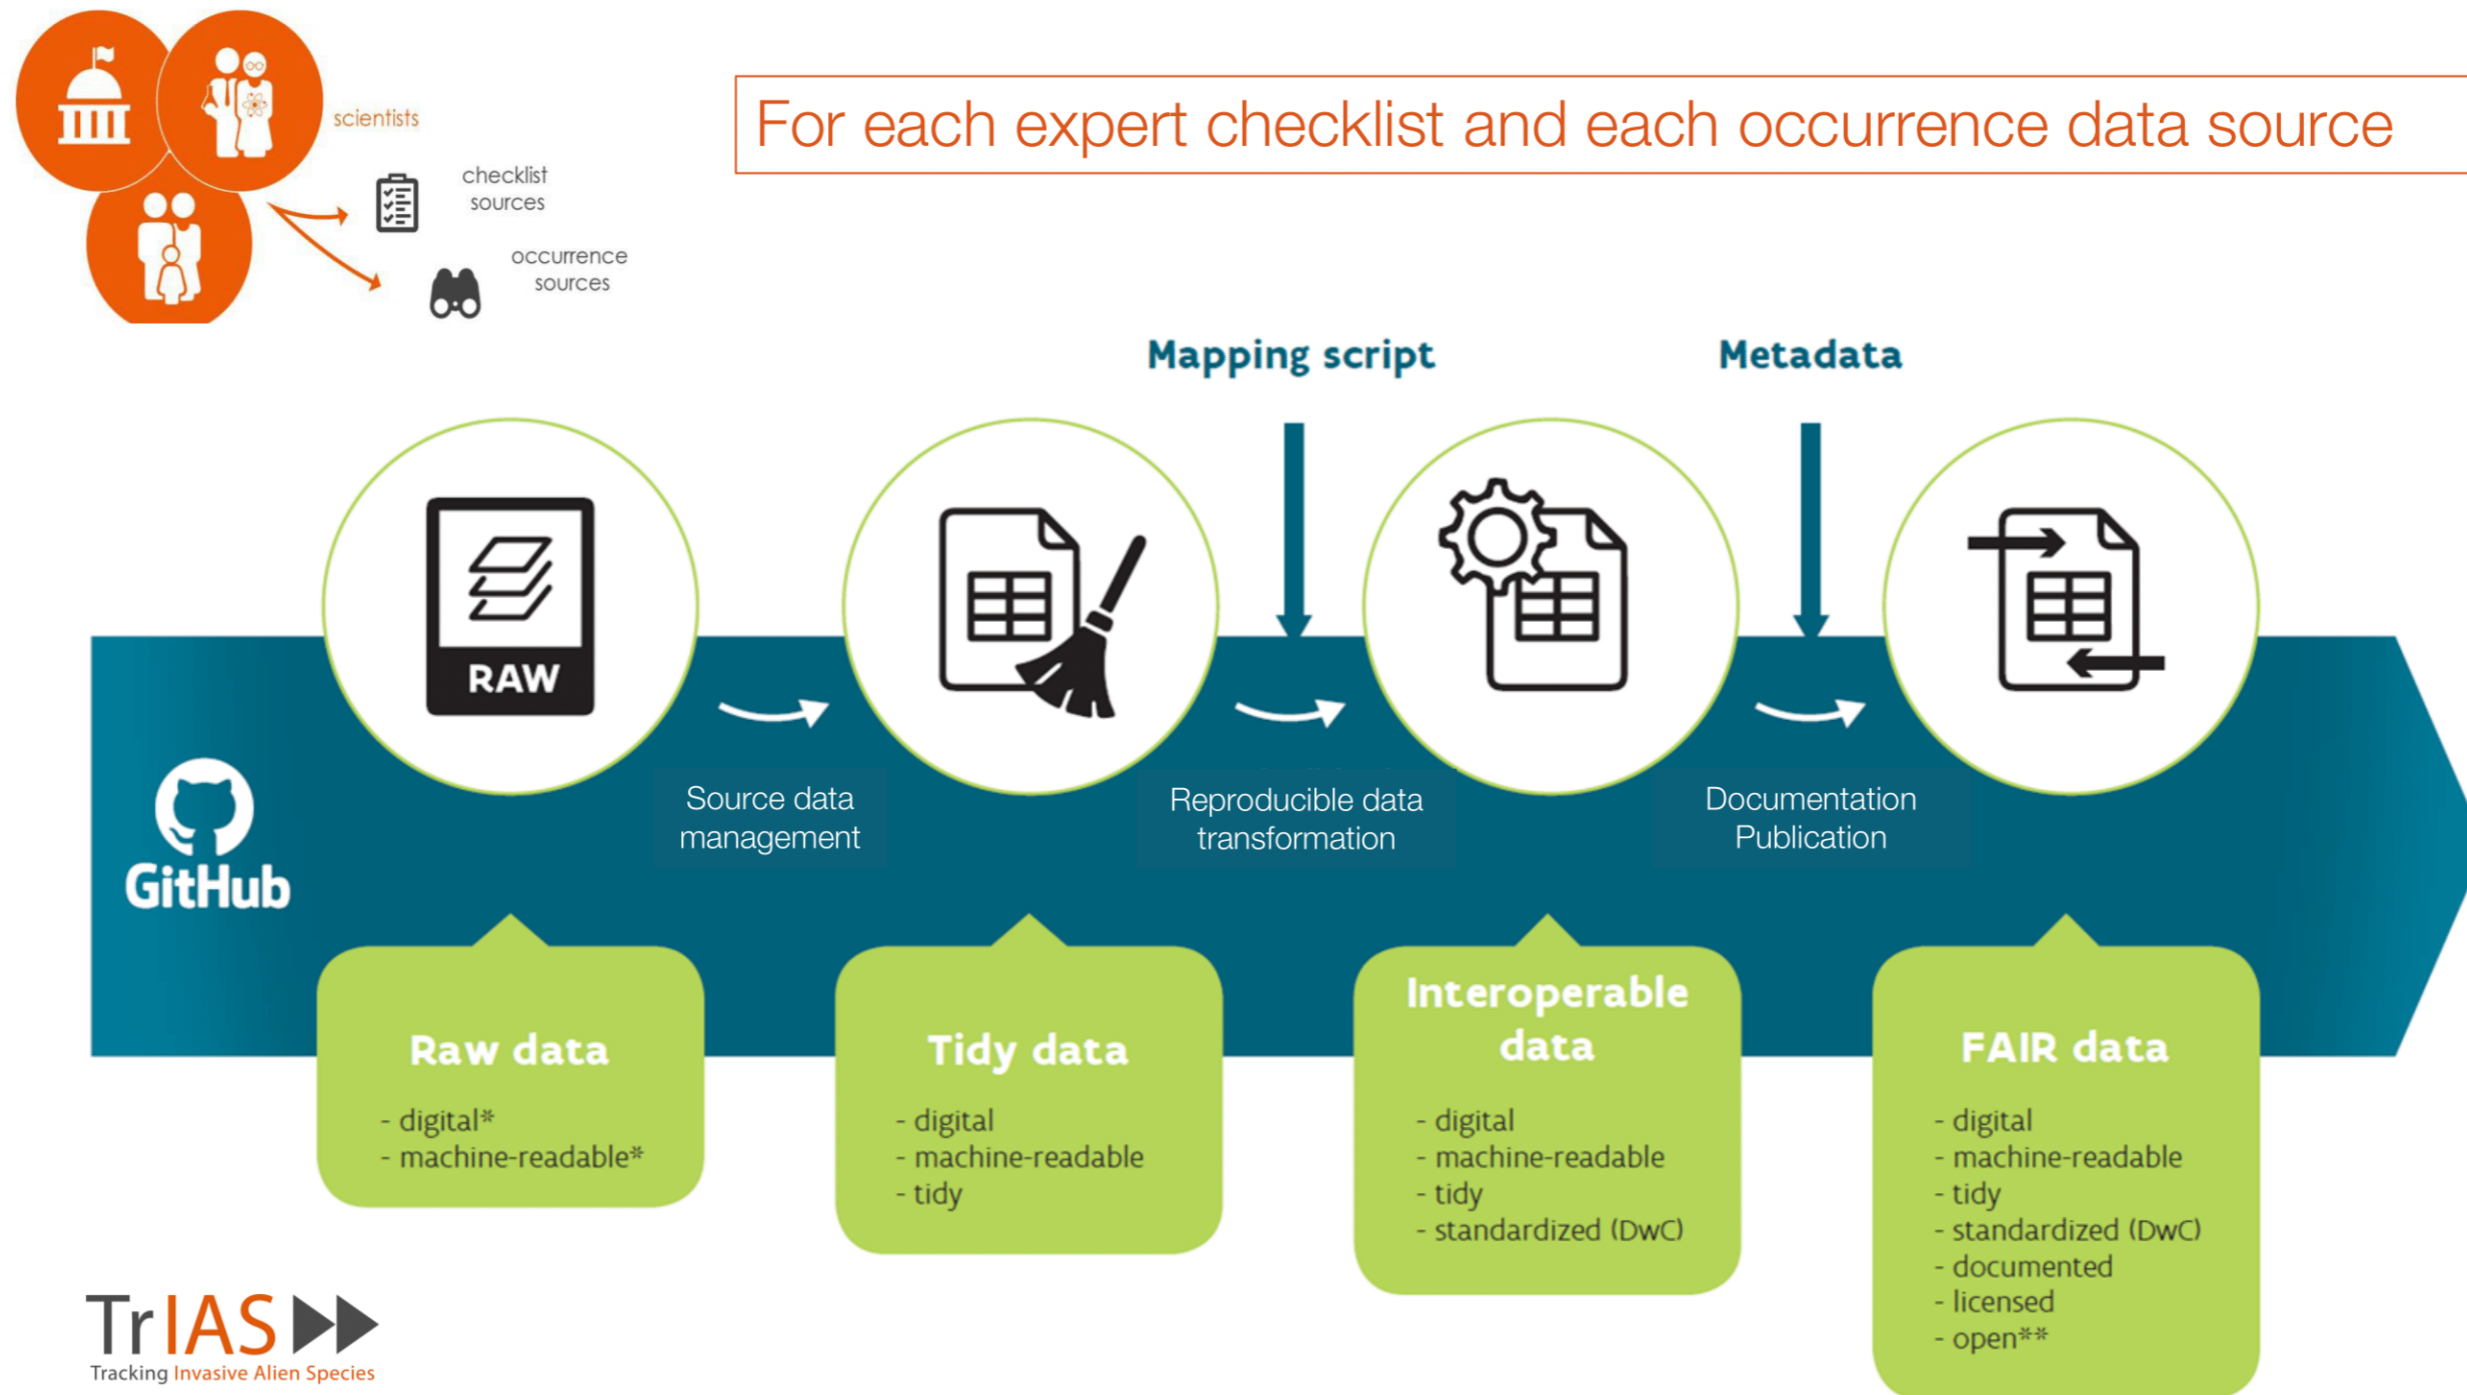 scientists
checklist
sources
occurrence
sources
For each expert checklist and each occurrence data source
Mapping script
Metadata
RAW
GitHub
Source data
management
Reproducible data
transformation
Documentation
Publication
Raw data
- digital*
- machine-readable*
Tidy data
- digital
- machine-readable
- tidy
Interoperable
data
- digital
- machine-readable
- tidy
- standardized (DwC)
FAIR data
- digital
- machine-readable
- tidy
- standardized (DwC)
- documented
- licensed
- open**
TrIAS
Tracking Invasive Alien Species